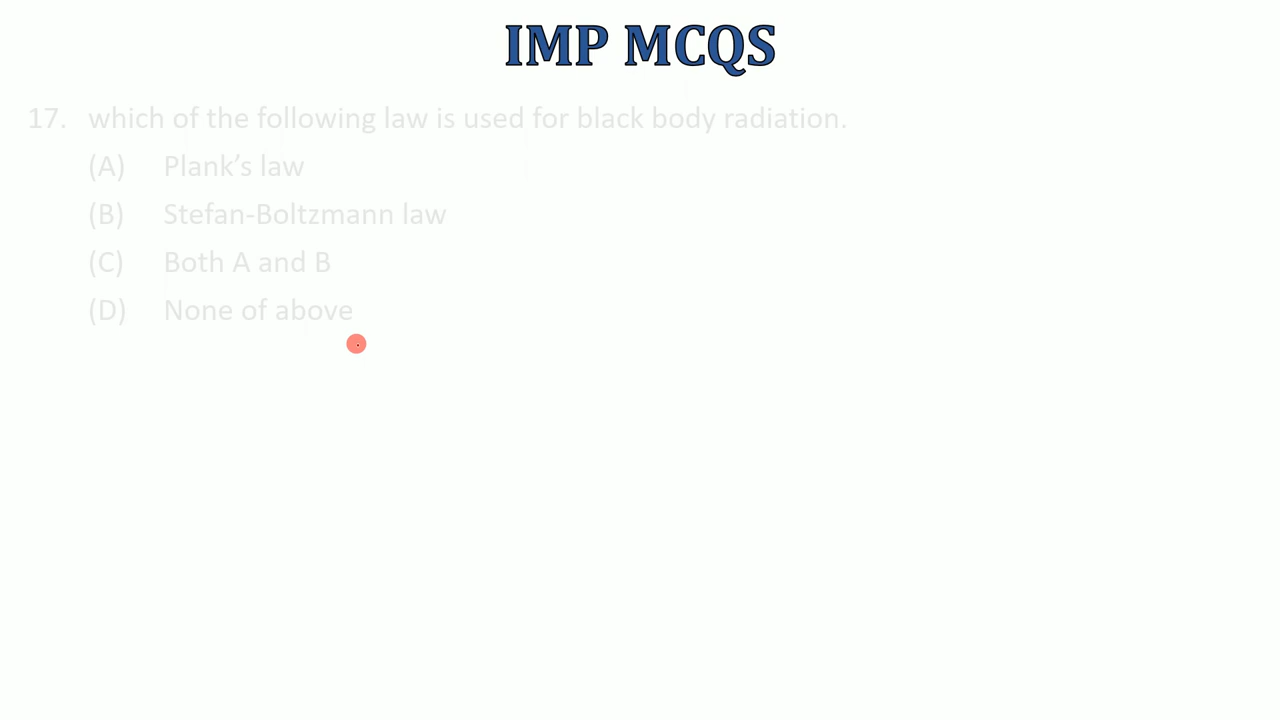 IMP MCQS
17. which of the following law is used for black body radiation.
(A) Plank’s law
(B) Stefan-Boltzmann law
(C) Both A and B
(D) None of above